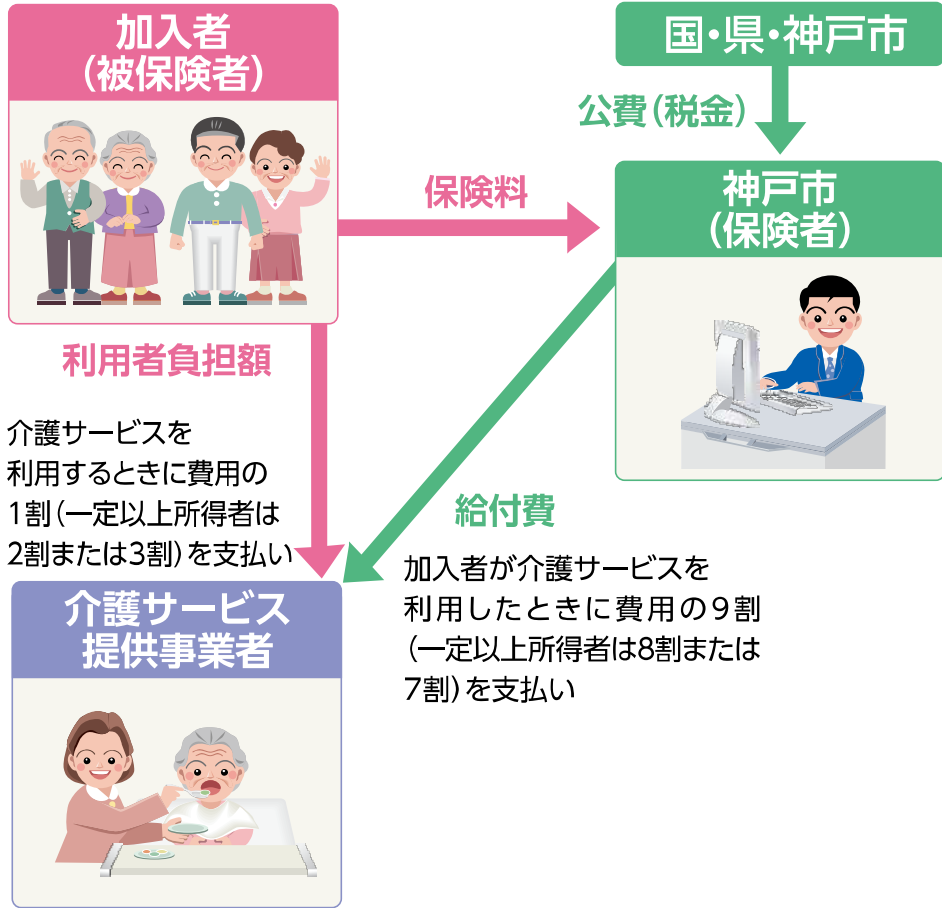 加入者
（被保険者）
国・県・神戸市
公費（税金）
保険料
神戸市
（保険者）
利用者負担額
介護サービスを
利用するときに費用の
1割（一定以上所得者は
2割または3割）を支払い
給付費
加入者が介護サービスを
利用したときに費用の9割
（一定以上所得者は8割または
7割）を支払い
介護サービス
提供事業者